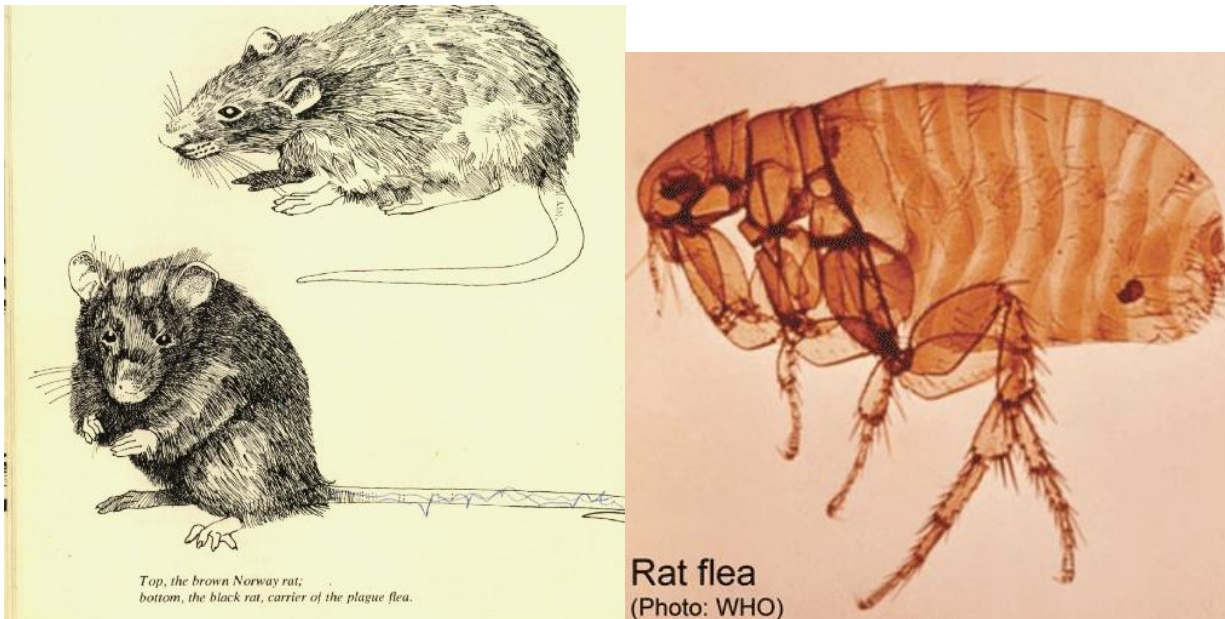 Top, the brown Norway rat;
bottom, the black rat, carrier of the plague flea.
Rat flea
(Photo: WHO)